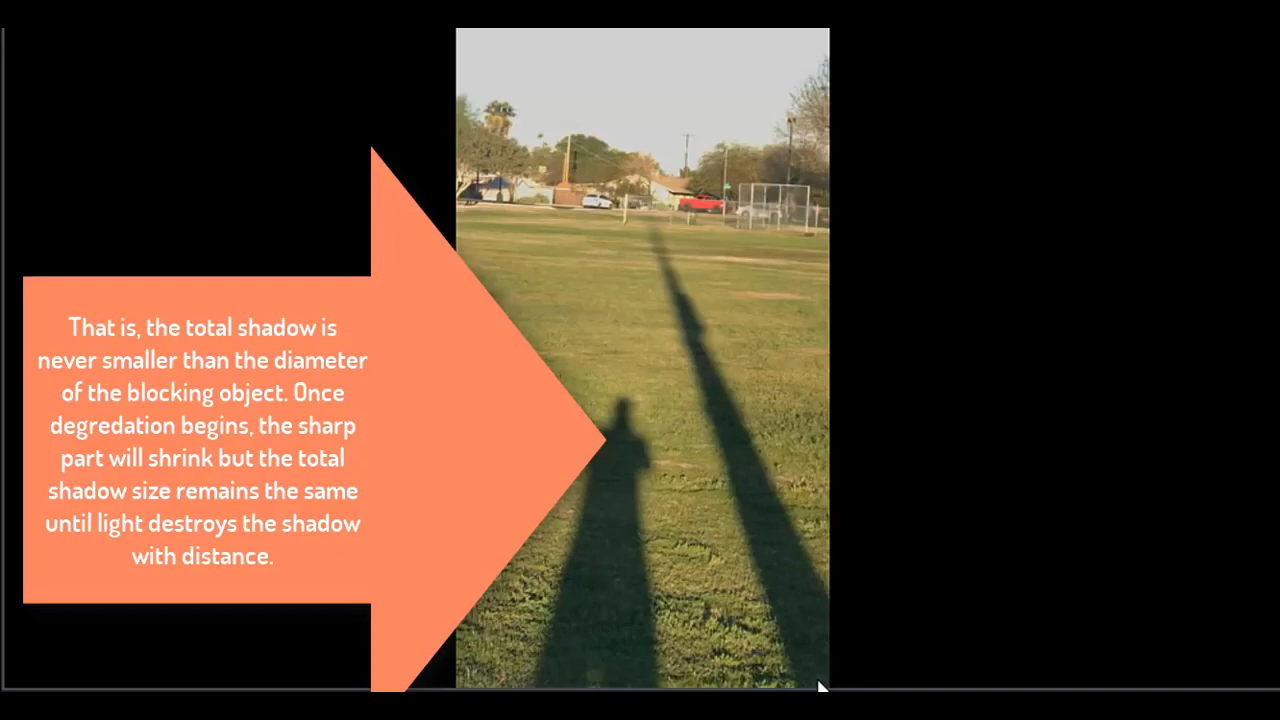 That is, the total shadow is
never smaller than the diameter
of the blocking object. Once
degredation begins, the sharp
part will shrink but the total
shadow size remains the same
until light destroys the shadow
with distance.